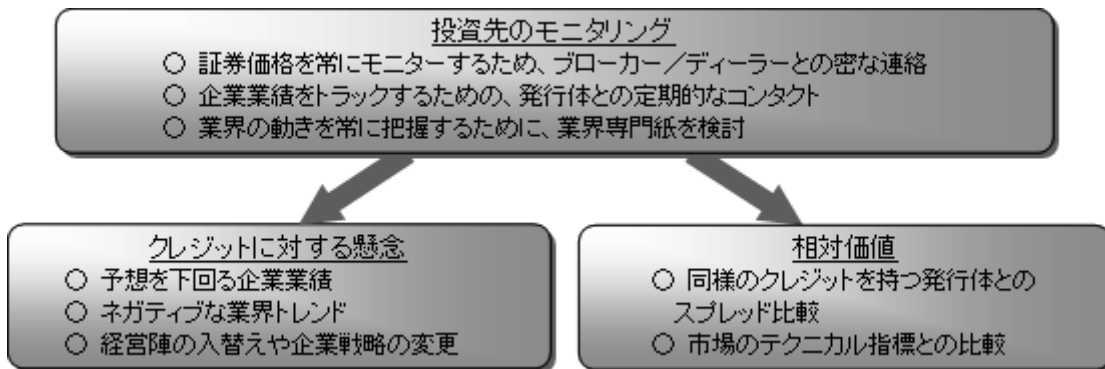 投資先のモニタリング
○ 証券価格を常にモニターするため、ブローカー／ディーラーとの密な連絡
○ 企業業績をトラックするための、発行体との定期的なコンタクト
○ 業界の動きを常に把握するために、業界専門紙を検討
クレジットに対する懸念
○ 予想を下回る企業業績
○ ネガティブな業界トレンド
○ 経営陣の入替えや企業戦略の変更
相対価値
○ 同様のクレジットを持つ発行体との
スプレッド比較
○ 市場のテクニカル指標との比較